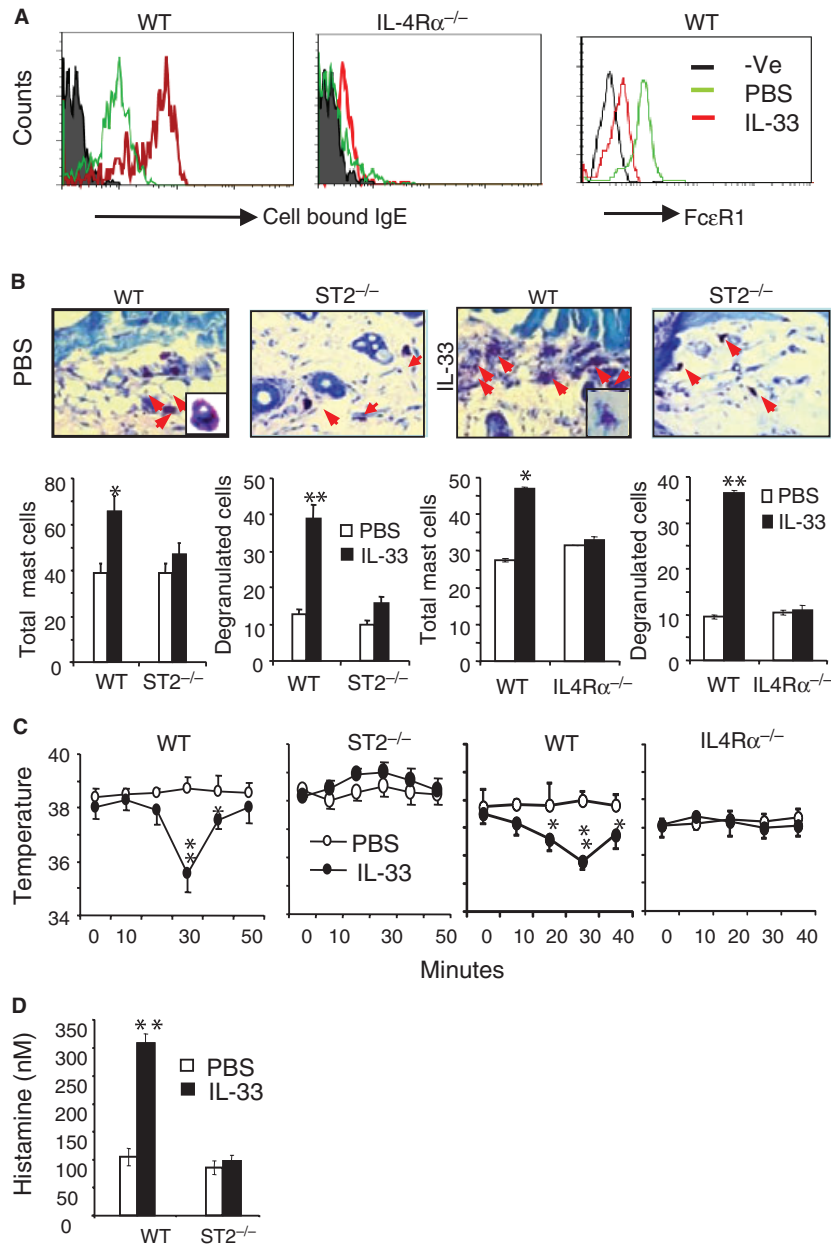 A
WT
IL-4Rα−/−
WT
Counts
-Ve
PBS
IL-33
Cell bound IgE
FcεR1
B
WT
ST2−/−
WT
ST2−/−
PBS
IL-33
Total mast cells
80
60
40
20
0
*
WT
ST2−/−
Degranulated cells
50
40
30
20
10
0
**
PBS
IL-33
WT
ST2−/−
Total mast cells
50
40
30
20
10
0
*
WT
IL4Rα−/−
Degranulated cells
40
30
20
10
0
**
PBS
IL-33
WT
IL4Rα−/−
C
WT
ST2−/−
WT
IL4Rα−/−
Temperature
40
38
36
34
**
*
PBS
IL-33
*
**
*
0 10 30 40 50
0 10 30 40 50
0 10 20 30 40
0 10 20 30 40
Minutes
D
Histamine (nM)
350
300
250
200
150
100
50
0
**
PBS
IL-33
WT
ST2−/−